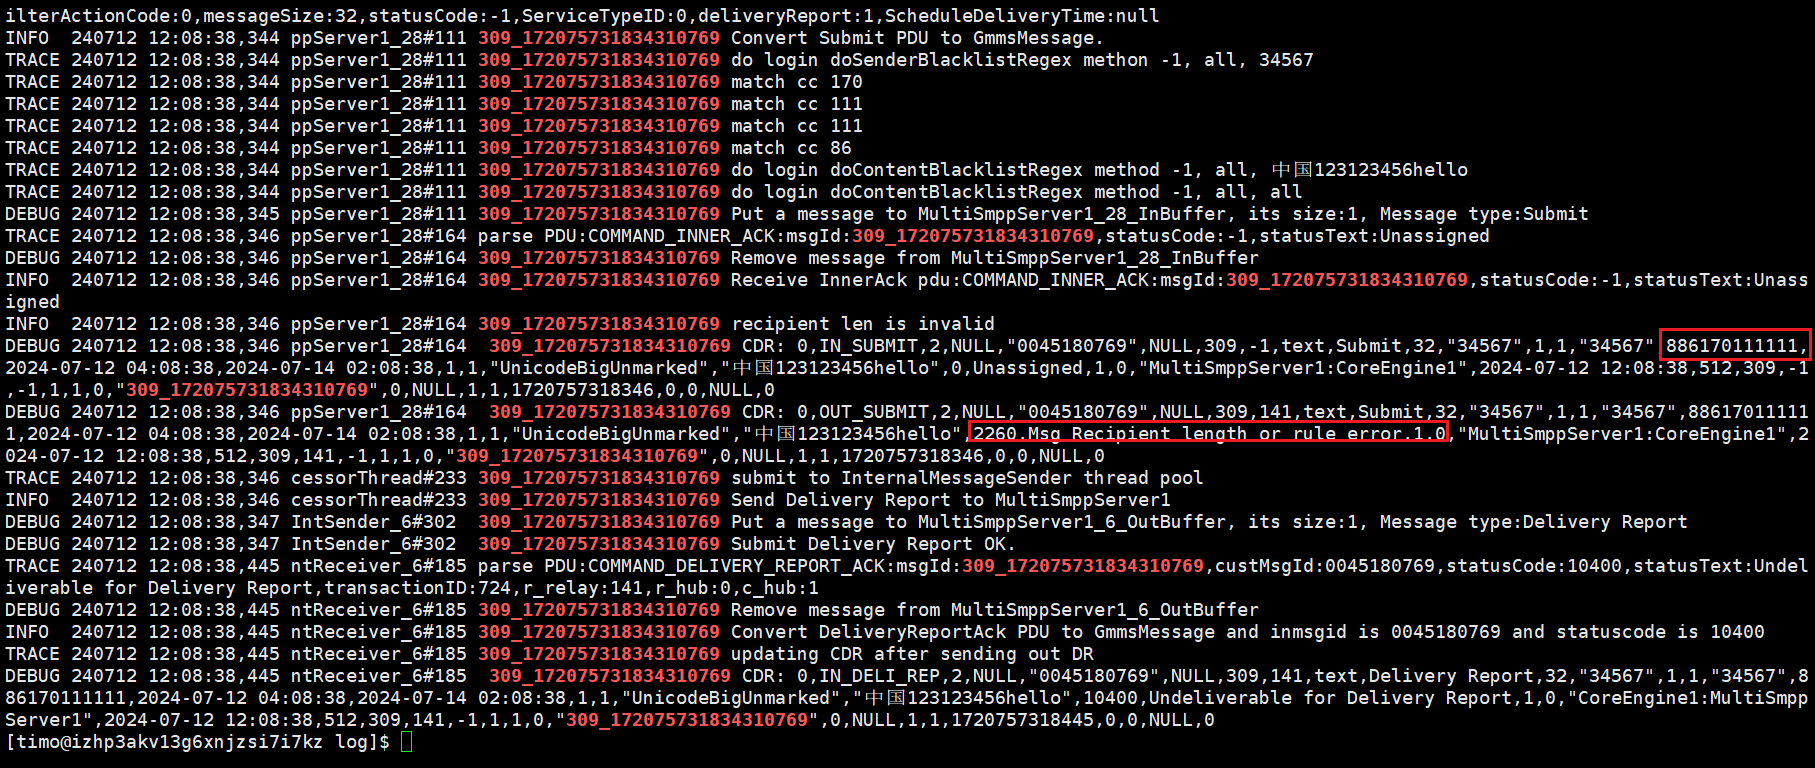 ilterActionCode:0,messageSize:32,statusCode:-1,ServiceTypeID:0,deliveryReport:1,ScheduleDeliveryTime:null
INFO  240712 12:08:38,344 ppServer1_28#111 309_172075731834310769 Convert Submit PDU to GmmsMessage.
TRACE 240712 12:08:38,344 ppServer1_28#111 309_172075731834310769 do login doSenderBlacklistRegex methon -1, all, 34567
TRACE 240712 12:08:38,344 ppServer1_28#111 309_172075731834310769 match cc 170
TRACE 240712 12:08:38,344 ppServer1_28#111 309_172075731834310769 match cc 111
TRACE 240712 12:08:38,344 ppServer1_28#111 309_172075731834310769 match cc 111
TRACE 240712 12:08:38,344 ppServer1_28#111 309_172075731834310769 match cc 86
TRACE 240712 12:08:38,344 ppServer1_28#111 309_172075731834310769 do login doContentBlacklistRegex method -1, all, 中国123123456hello
TRACE 240712 12:08:38,344 ppServer1_28#111 309_172075731834310769 do login doContentBlacklistRegex method -1, all, all
DEBUG 240712 12:08:38,345 ppServer1_28#111 309_172075731834310769 Put a message to MultiSmppServer1_28_InBuffer, its size:1, Message type:Submit
TRACE 240712 12:08:38,346 ppServer1_28#164 parse PDU:COMMAND_INNER_ACK:msgId:309_172075731834310769,statusCode:-1,statusText:Unassigned
DEBUG 240712 12:08:38,346 ppServer1_28#164 309_172075731834310769 Remove message from MultiSmppServer1_28_InBuffer
INFO  240712 12:08:38,346 ppServer1_28#164 309_172075731834310769 Receive InnerAck pdu:COMMAND_INNER_ACK:msgId:309_172075731834310769,statusCode:-1,statusText:Unass
igned
INFO  240712 12:08:38,346 ppServer1_28#164 309_172075731834310769 recipient len is invalid
DEBUG 240712 12:08:38,346 ppServer1_28#164  309_172075731834310769 CDR: 0,IN_SUBMIT,2,NULL,"0045180769",NULL,309,-1,text,Submit,32,"34567",1,1,"34567" 886170111111,
2024-07-12 04:08:38,2024-07-14 02:08:38,1,1,"UnicodeBigUnmarked","中国123123456hello",0,Unassigned,1,0,"MultiSmppServer1:CoreEngine1",2024-07-12 12:08:38,512,309,-1
,-1,1,1,0,"309_172075731834310769",0,NULL,1,1,1720757318346,0,0,NULL,0
DEBUG 240712 12:08:38,346 ppServer1_28#164  309_172075731834310769 CDR: 0,OUT_SUBMIT,2,NULL,"0045180769",NULL,309,141,text,Submit,32,"34567",1,1,"34567",88617011111
1,2024-07-12 04:08:38,2024-07-14 02:08:38,1,1,"UnicodeBigUnmarked","中国123123456hello",2260,Msg Recipient length or rule error,1,0,"MultiSmppServer1:CoreEngine1",2
024-07-12 12:08:38,512,309,141,-1,1,1,0,"309_172075731834310769",0,NULL,1,1,1720757318346,0,0,NULL,0
TRACE 240712 12:08:38,346 cessorThread#233 309_172075731834310769 submit to InternalMessageSender thread pool
INFO  240712 12:08:38,346 cessorThread#233 309_172075731834310769 Send Delivery Report to MultiSmppServer1
DEBUG 240712 12:08:38,347 IntSender_6#302  309_172075731834310769 Put a message to MultiSmppServer1_6_OutBuffer, its size:1, Message type:Delivery Report
DEBUG 240712 12:08:38,347 IntSender_6#302  309_172075731834310769 Submit Delivery Report OK.
TRACE 240712 12:08:38,445 ntReceiver_6#185 parse PDU:COMMAND_DELIVERY_REPORT_ACK:msgId:309_172075731834310769,custMsgId:0045180769,statusCode:10400,statusText:Undel
iverable for Delivery Report,transactionID:724,r_relay:141,r_hub:0,c_hub:1
DEBUG 240712 12:08:38,445 ntReceiver_6#185 309_172075731834310769 Remove message from MultiSmppServer1_6_OutBuffer
INFO  240712 12:08:38,445 ntReceiver_6#185 309_172075731834310769 Convert DeliveryReportAck PDU to GmmsMessage and inmsgid is 0045180769 and statuscode is 10400
TRACE 240712 12:08:38,445 ntReceiver_6#185 309_172075731834310769 updating CDR after sending out DR
DEBUG 240712 12:08:38,445 ntReceiver_6#185  309_172075731834310769 CDR: 0,IN_DELI_REP,2,NULL,"0045180769",NULL,309,141,text,Delivery Report,32,"34567",1,1,"34567",8
86170111111,2024-07-12 04:08:38,2024-07-14 02:08:38,1,1,"UnicodeBigUnmarked","中国123123456hello",10400,Undeliverable for Delivery Report,1,0,"CoreEngine1:MultiSmpp
Server1",2024-07-12 12:08:38,512,309,141,-1,1,1,0,"309_172075731834310769",0,NULL,1,1,1720757318445,0,0,NULL,0
[timo@izhp3akv13g6xnjzsi7i7kz log]$